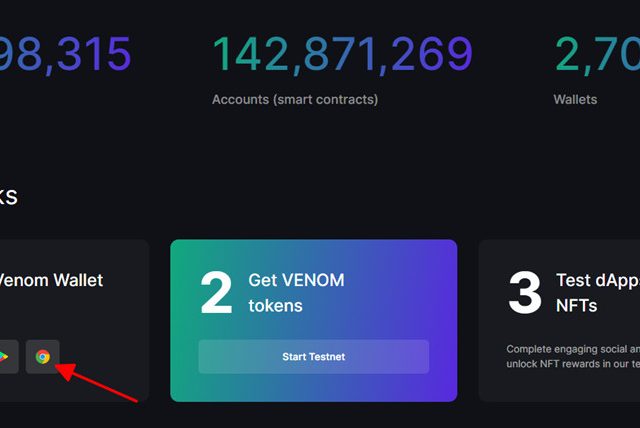 98,315
142,871,269
2,70
Accounts (smart contracts)
Wallets
ks
Venom Wallet
2
Get VENOM
tokens
Start Testnet
3
Test dApp
NFTs
Complete engaging social an
unlock NFT rewards in our te